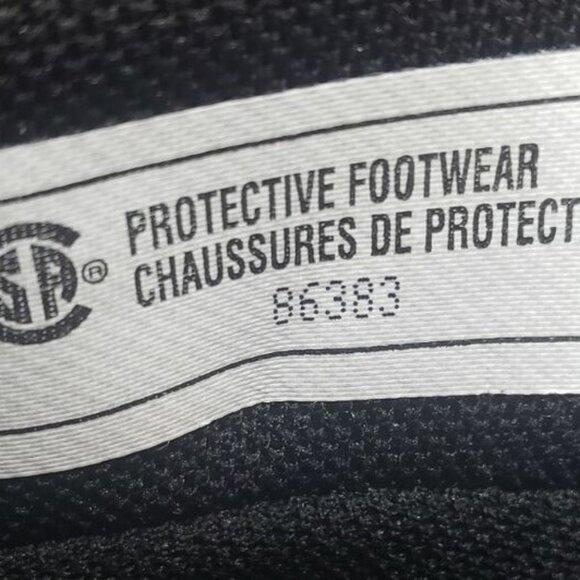 PROTECTIVE FOOTWEAR
® CHAUSSURES DE PROTECT
86383